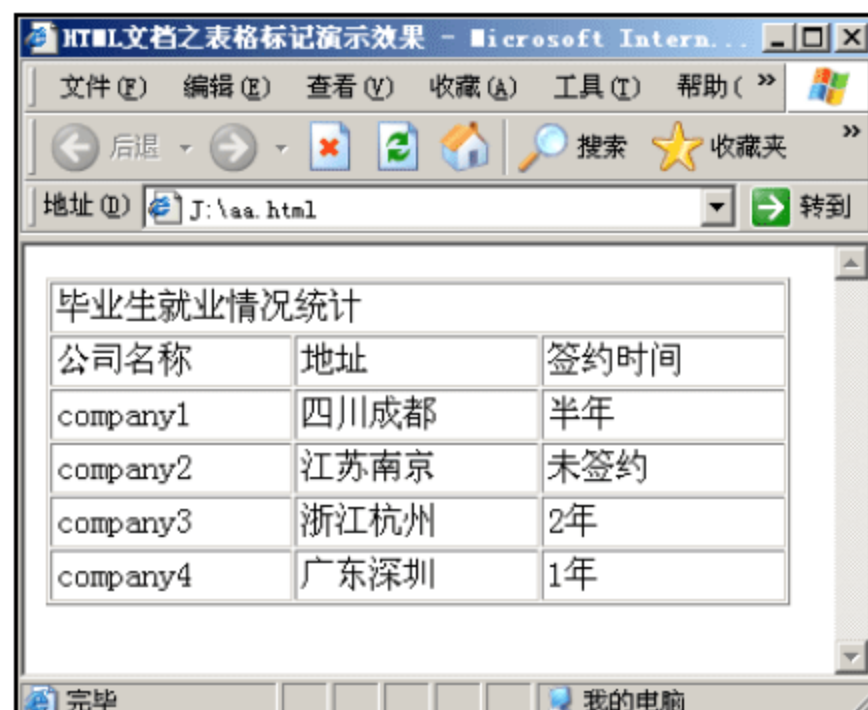 HTML文档之表格标记演示效果 - Microsoft Intern...
文件(F) 编辑(E) 查看(V) 收藏(A) 工具(T) 帮助( »
后退 搜索 收藏夹 »
地址(D) J:\aa.html 转到
毕业生就业情况统计
公司名称 地址 签约时间
company1 四川成都 半年
company2 江苏南京 未签约
company3 浙江杭州 2年
company4 广东深圳 1年
完毕 我的电脑